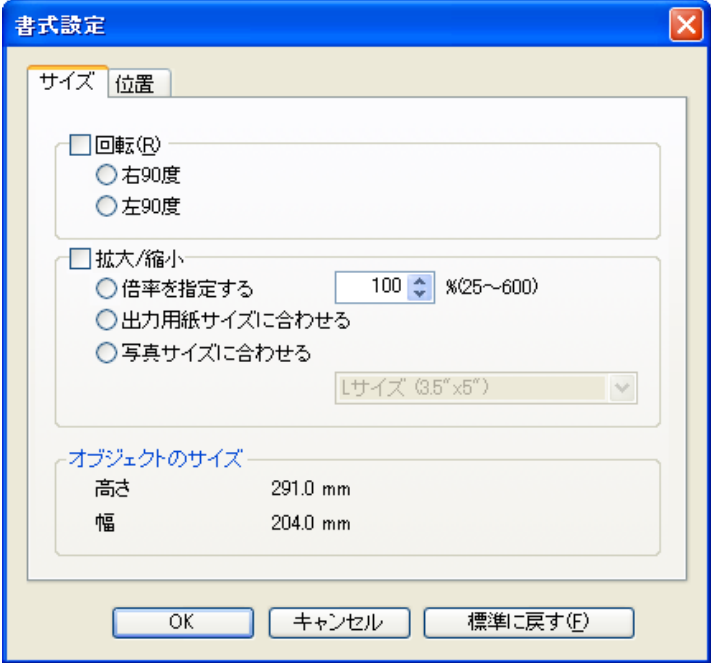 書式設定
サイズ 位置
回転(R)
右90度
左90度
拡大/縮小
倍率を指定する 100 %(25～600)
出力用紙サイズに合わせる
写真サイズに合わせる
Lサイズ (3.5"x5")
オブジェクトのサイズ
高さ 291.0 mm
幅 204.0 mm
OK キャンセル 標準に戻す(F)